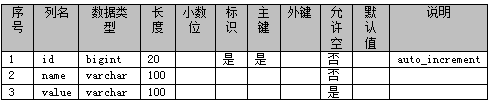 序号 列名 数据类型 长度 小数位 标识 主键 外键 允许空 默认值 说明
1 id bigint 20 是 是 否 auto_increment
2 name varchar 100 否
3 value varchar 100 是